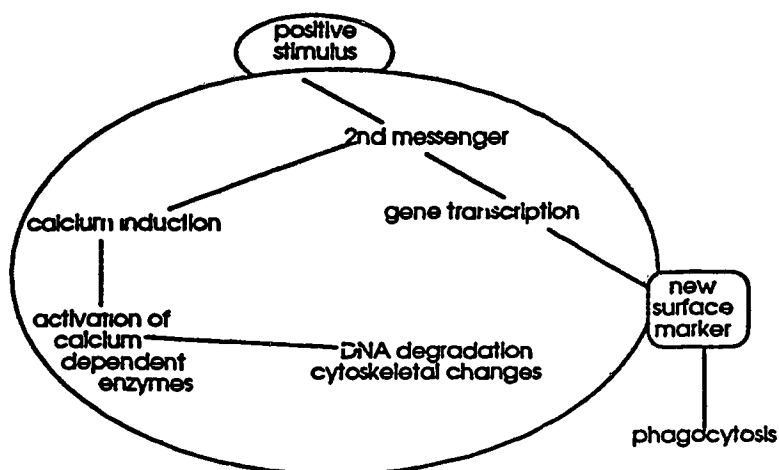 positive
stimulus
2nd messenger
calcium induction
gene transcription
new
surface
marker
activation of
calcium
dependent
enzymes
DNA degradation
cytoskeletal changes
phagocytosis